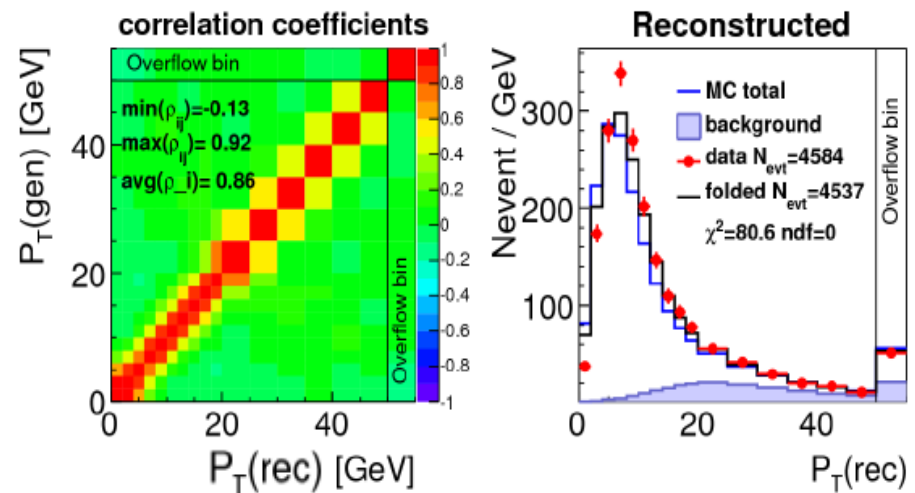 correlation coefficients
P_T(gen) [GeV]
Overflow bin
min(ρ_ij)=-0.13
max(ρ_ij)= 0.92
avg(ρ_i)= 0.86
40
20
0
0
20
40
P_T(rec) [GeV]
Overflow bin
1
0.8
0.6
0.4
0.2
0
-0.2
-0.4
-0.6
-0.8
-1
Reconstructed
Nevent / GeV
300
200
100
MC total
background
data N_evt=4584
folded N_evt=4537
χ²=80.6 ndf=0
Overflow bin
0
20
40
P_T(rec)